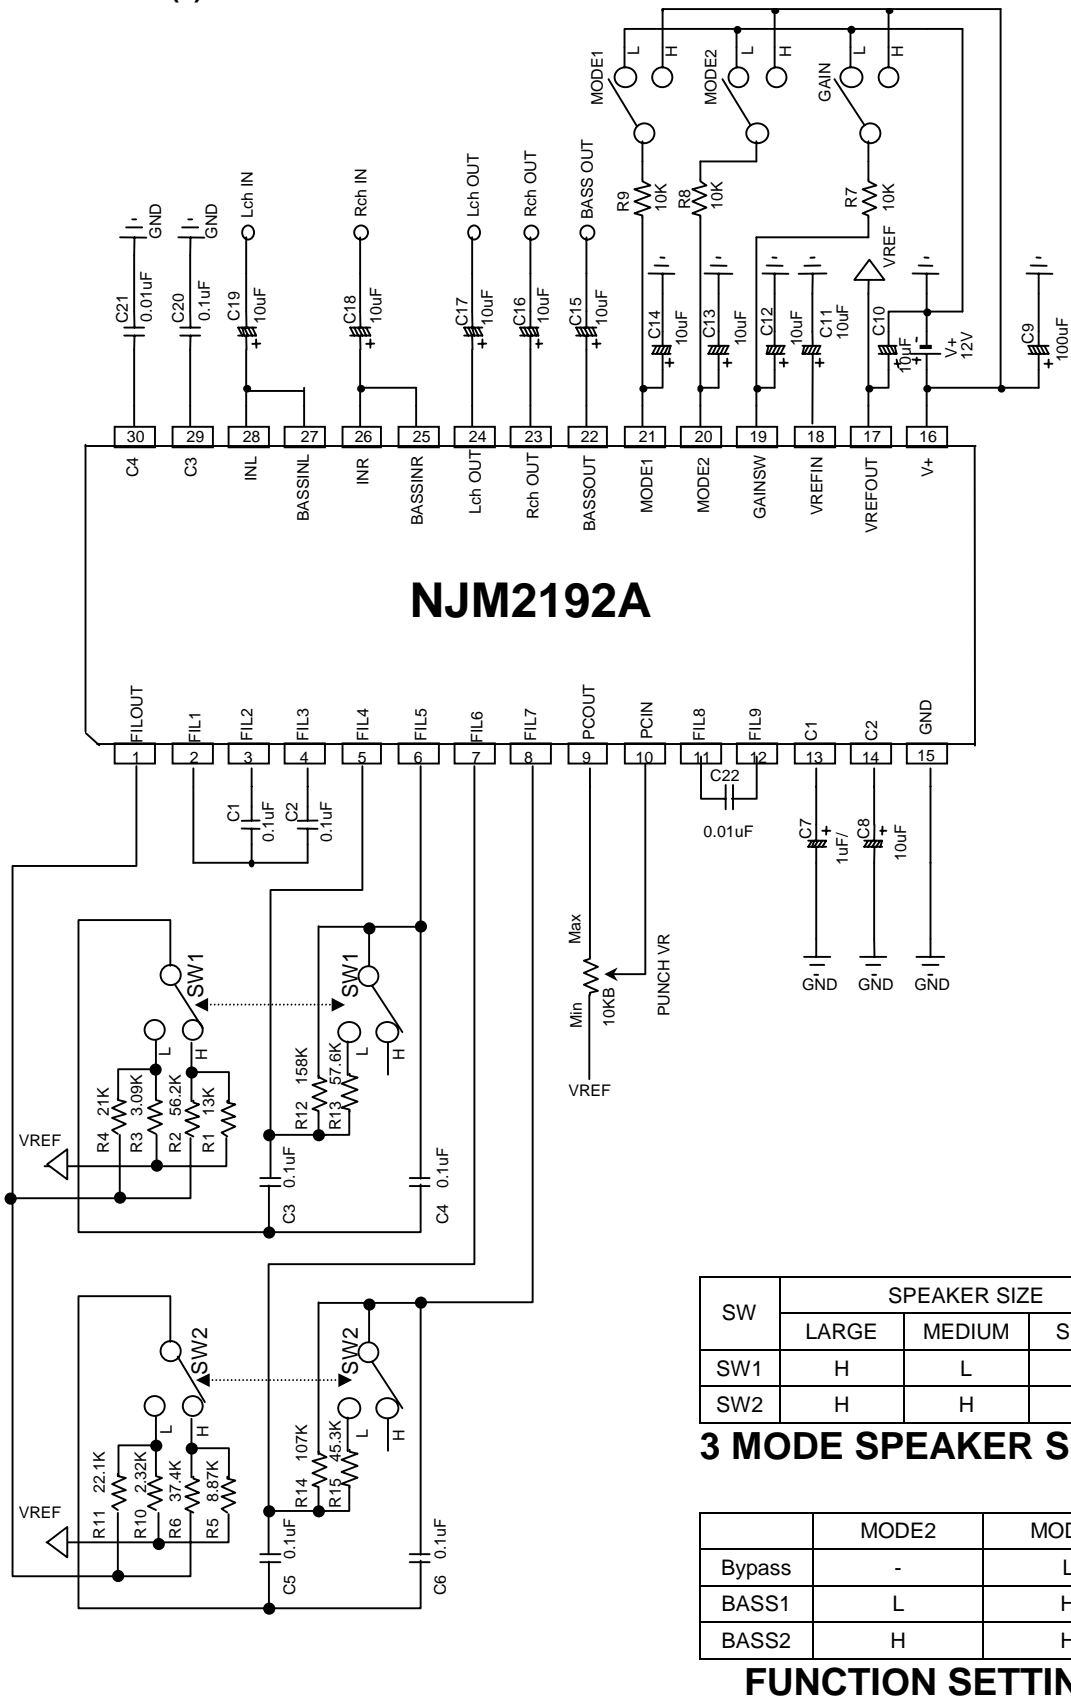 MODE1
L
H
MODE2
L
H
GAIN
L
H
GND
GND
Lch IN
Rch IN
Lch OUT
Rch OUT
BASS OUT
R9
10K
R8
10K
R7
10K
VREF
C21
0.01uF
C20
0.1uF
C19
10uF
C18
10uF
C17
10uF
C16
10uF
C15
10uF
C14
10uF
C13
10uF
C12
10uF
C11
10uF
C10
10uF
V+
12V
C9
100uF
30 29 28 27 26 25 24 23 22 21 20 19 18 17 16
C4
C3
INL
BASSINL
INR
BASSINR
Lch OUT
Rch OUT
BASSOUT
MODE1
MODE2
GAINSW
VREFIN
VREFOUT
V+
NJM2192A
FILOUT
FIL1
FIL2
FIL3
FIL4
FIL5
FIL6
FIL7
PCOUT
PCIN
FIL8
FIL9
C1
C2
GND
1 2 3 4 5 6 7 8 9 10 11 12 13 14 15
C1
0.1uF
C2
0.1uF
C22
0.01uF
C7
1uF/
C8
10uF
GND
GND
GND
Max
Min
10KB
PUNCH VR
VREF
SW1
L
H
SW1
L
H
R4
21K
R3
3.09K
R2
56.2K
R1
13K
R12
158K
R13
57.6K
VREF
C3
0.1uF
C4
0.1uF
SW2
L
H
SW2
L
H
R11
22.1K
R10
2.32K
R6
37.4K
R5
8.87K
R14
107K
R15
45.3K
VREF
C5
0.1uF
C6
0.1uF
SW SPEAKER SIZE
LARGE MEDIUM S
SW1 H L
SW2 H H
3 MODE SPEAKER S
MODE2 MOD
Bypass - L
BASS1 L H
BASS2 H H
FUNCTION SETTIN